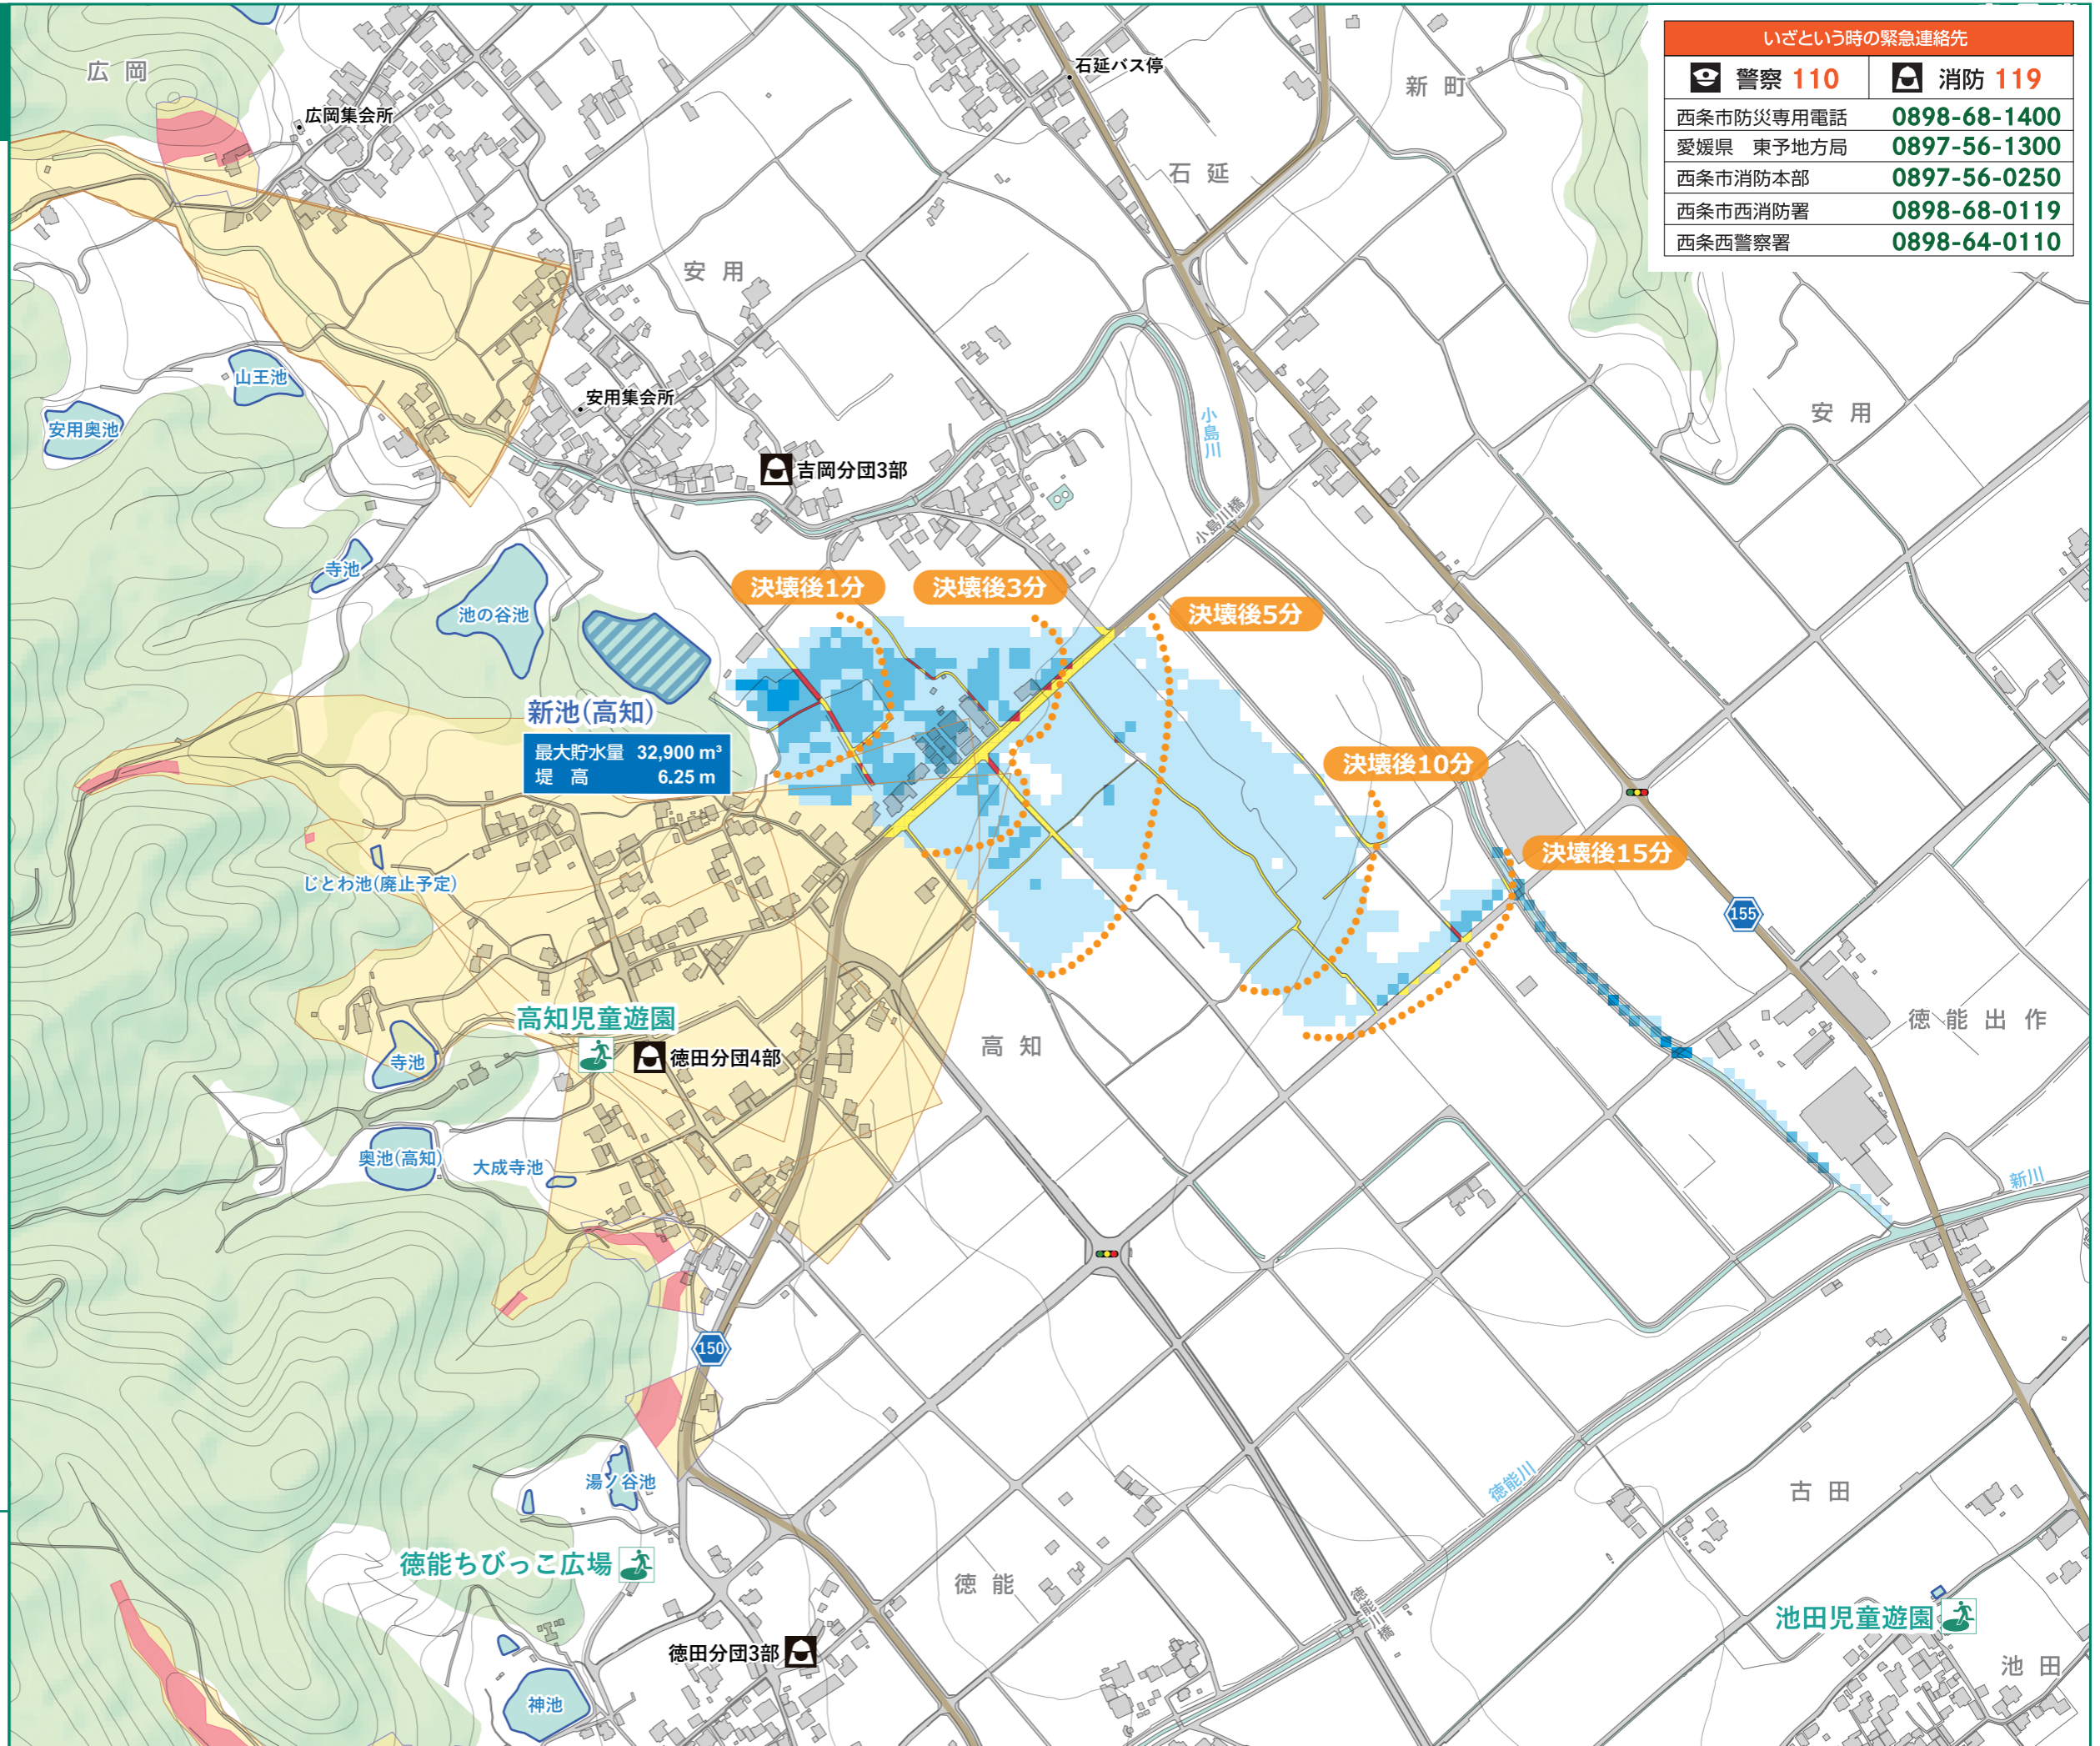 いざという時の緊急連絡先
警察 110
消防 119
西条市防災専用電話 0898-68-1400
愛媛県　東予地方局 0897-56-1300
西条市消防本部 0897-56-0250
西条市西消防署 0898-68-0119
西条西警察署 0898-64-0110
広 岡
広岡集会所
石延バス停
新 町
石 延
安 用
山王池
安用奥池
安用集会所
安 用
小島川
吉岡分団3部
小島川橋
寺池
池の谷池
決壊後1分
決壊後3分
決壊後5分
新池(高知)
最大貯水量 32,900 m³
堤　高 6.25 m
決壊後10分
決壊後15分
じとわ池(廃止予定)
155
高知児童遊園
徳田分団4部
寺池
高 知
徳 能 出 作
奥池(高知)
大成寺池
新川
150
湯ノ谷池
徳能川
古 田
徳能ちびっこ広場
徳 能
徳能川橋
池田児童遊園
徳田分団3部
池 田
神池